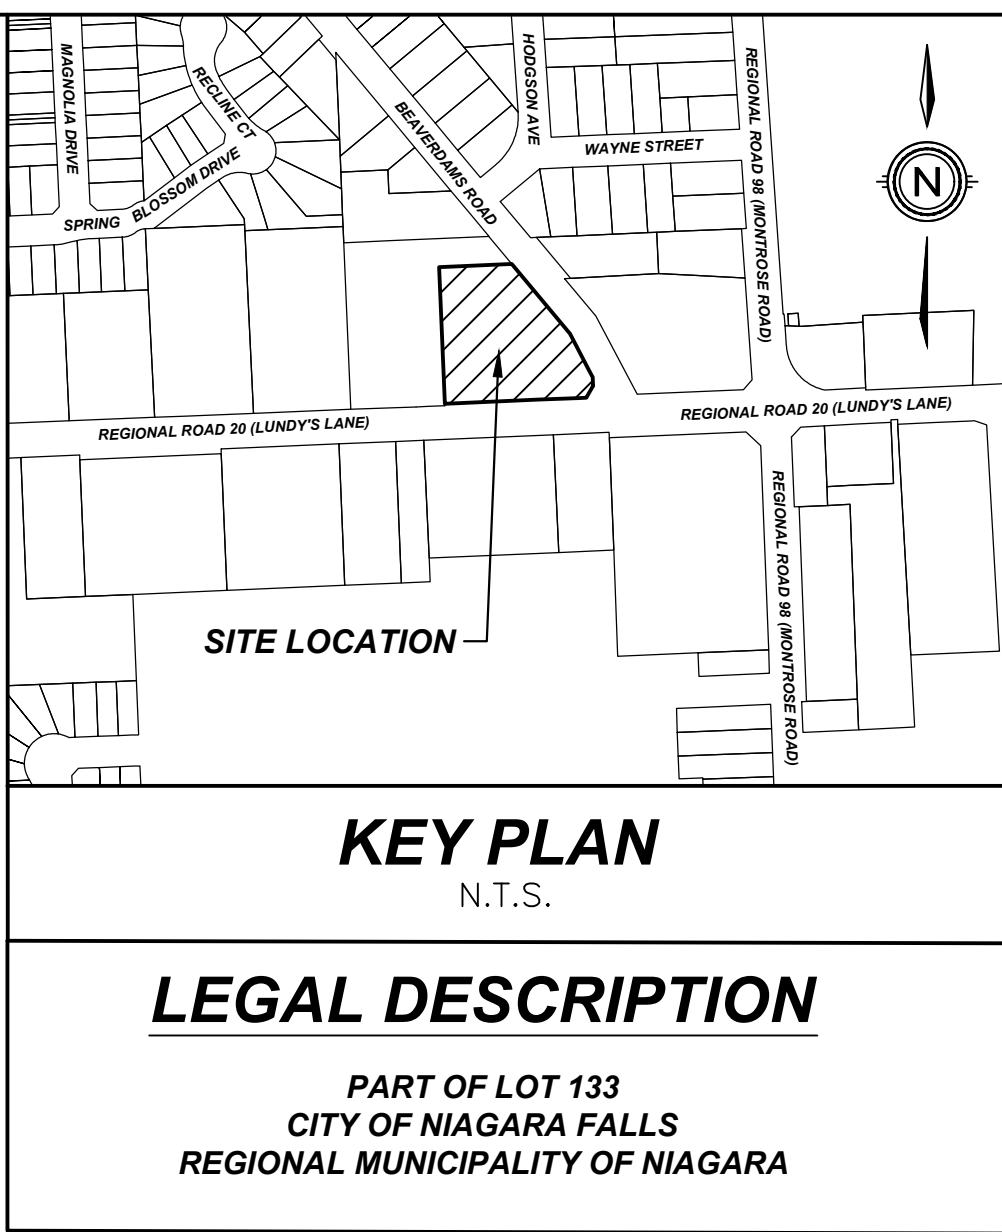 MAGNOLIA DRIVE
RECLINE CT
SPRING BLOSSOM DRIVE
BEAVERDAMS ROAD
HODGSON AVE
WAYNE STREET
REGIONAL ROAD 98 (MONTROSE ROAD)
N
REGIONAL ROAD 20 (LUNDY'S LANE)
REGIONAL ROAD 20 (LUNDY'S LANE)
REGIONAL ROAD 98 (MONTROSE ROAD)
SITE LOCATION
KEY PLAN
N.T.S.
LEGAL DESCRIPTION
PART OF LOT 133
CITY OF NIAGARA FALLS
REGIONAL MUNICIPALITY OF NIAGARA